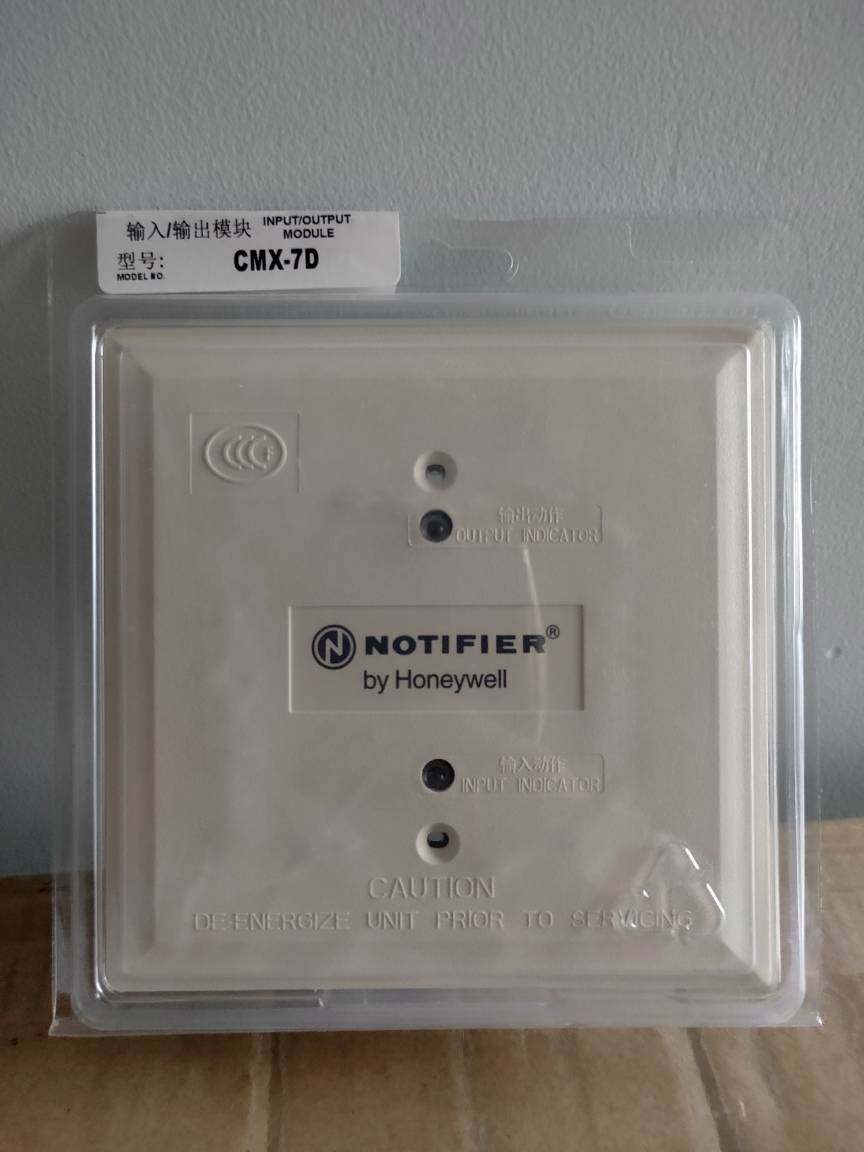 输入/输出模块 INPUT/OUTPUT MODULE
型号: CMX-7D
MODEL NO.
CCC F
输出动作
OUTPUT INDICATOR
N NOTIFIER®
by Honeywell
输入动作
INPUT INDICATOR
CAUTION
DE-ENERGIZE UNIT PRIOR TO SERVICING